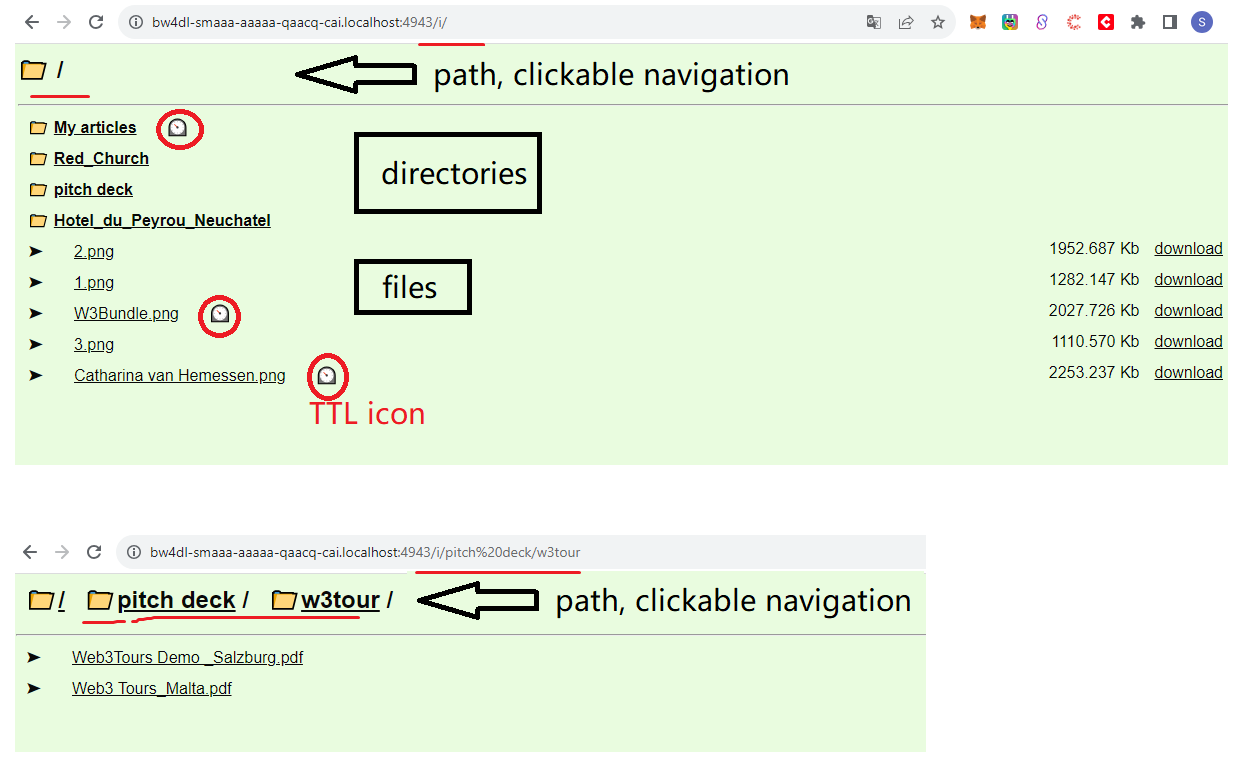 bw4dl-smaaa-aaaaa-qaacq-cai.localhost:4943/i/
S
/
path, clickable navigation
My articles
Red_Church
directories
pitch deck
Hotel_du_Peyrou_Neuchatel
2.png 1952.687 Kb download
1.png 1282.147 Kb download
files
W3Bundle.png 2027.726 Kb download
3.png 1110.570 Kb download
Catharina van Hemessen.png 2253.237 Kb download
TTL icon
bw4dl-smaaa-aaaaa-qaacq-cai.localhost:4943/i/pitch%20deck/w3tour
/ pitch deck / w3tour /
path, clickable navigation
Web3Tours Demo _Salzburg.pdf
Web3 Tours_Malta.pdf